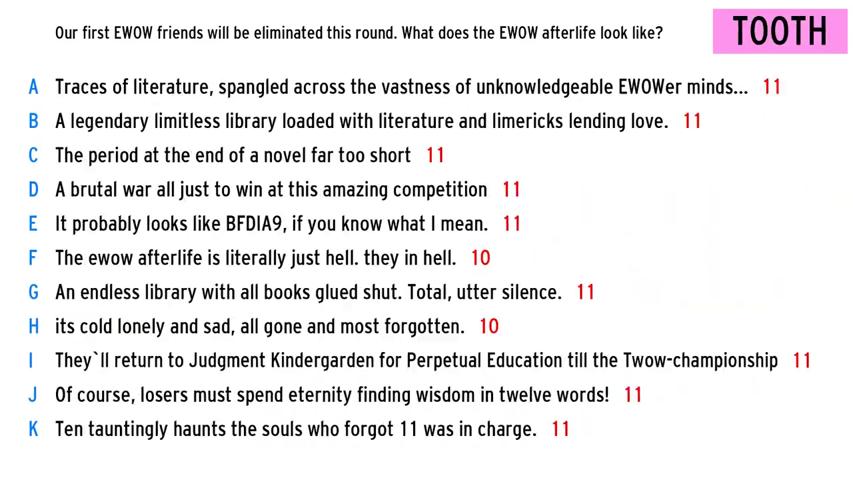 Our first EWOW friends will be eliminated this round. What does the EWOW afterlife look like?
TOOTH
A Traces of literature, spangled across the vastness of unknowledgeable EWOWer minds... 11
B A legendary limitless library loaded with literature and limericks lending love. 11
C The period at the end of a novel far too short 11
D A brutal war all just to win at this amazing competition 11
E It probably looks like BFDIA9, if you know what I mean. 11
F The ewow afterlife is literally just hell. they in hell. 10
G An endless library with all books glued shut. Total, utter silence. 11
H its cold lonely and sad, all gone and most forgotten. 10
I They`ll return to Judgment Kindergarden for Perpetual Education till the Twow-championship 11
J Of course, losers must spend eternity finding wisdom in twelve words! 11
K Ten tauntingly haunts the souls who forgot 11 was in charge. 11